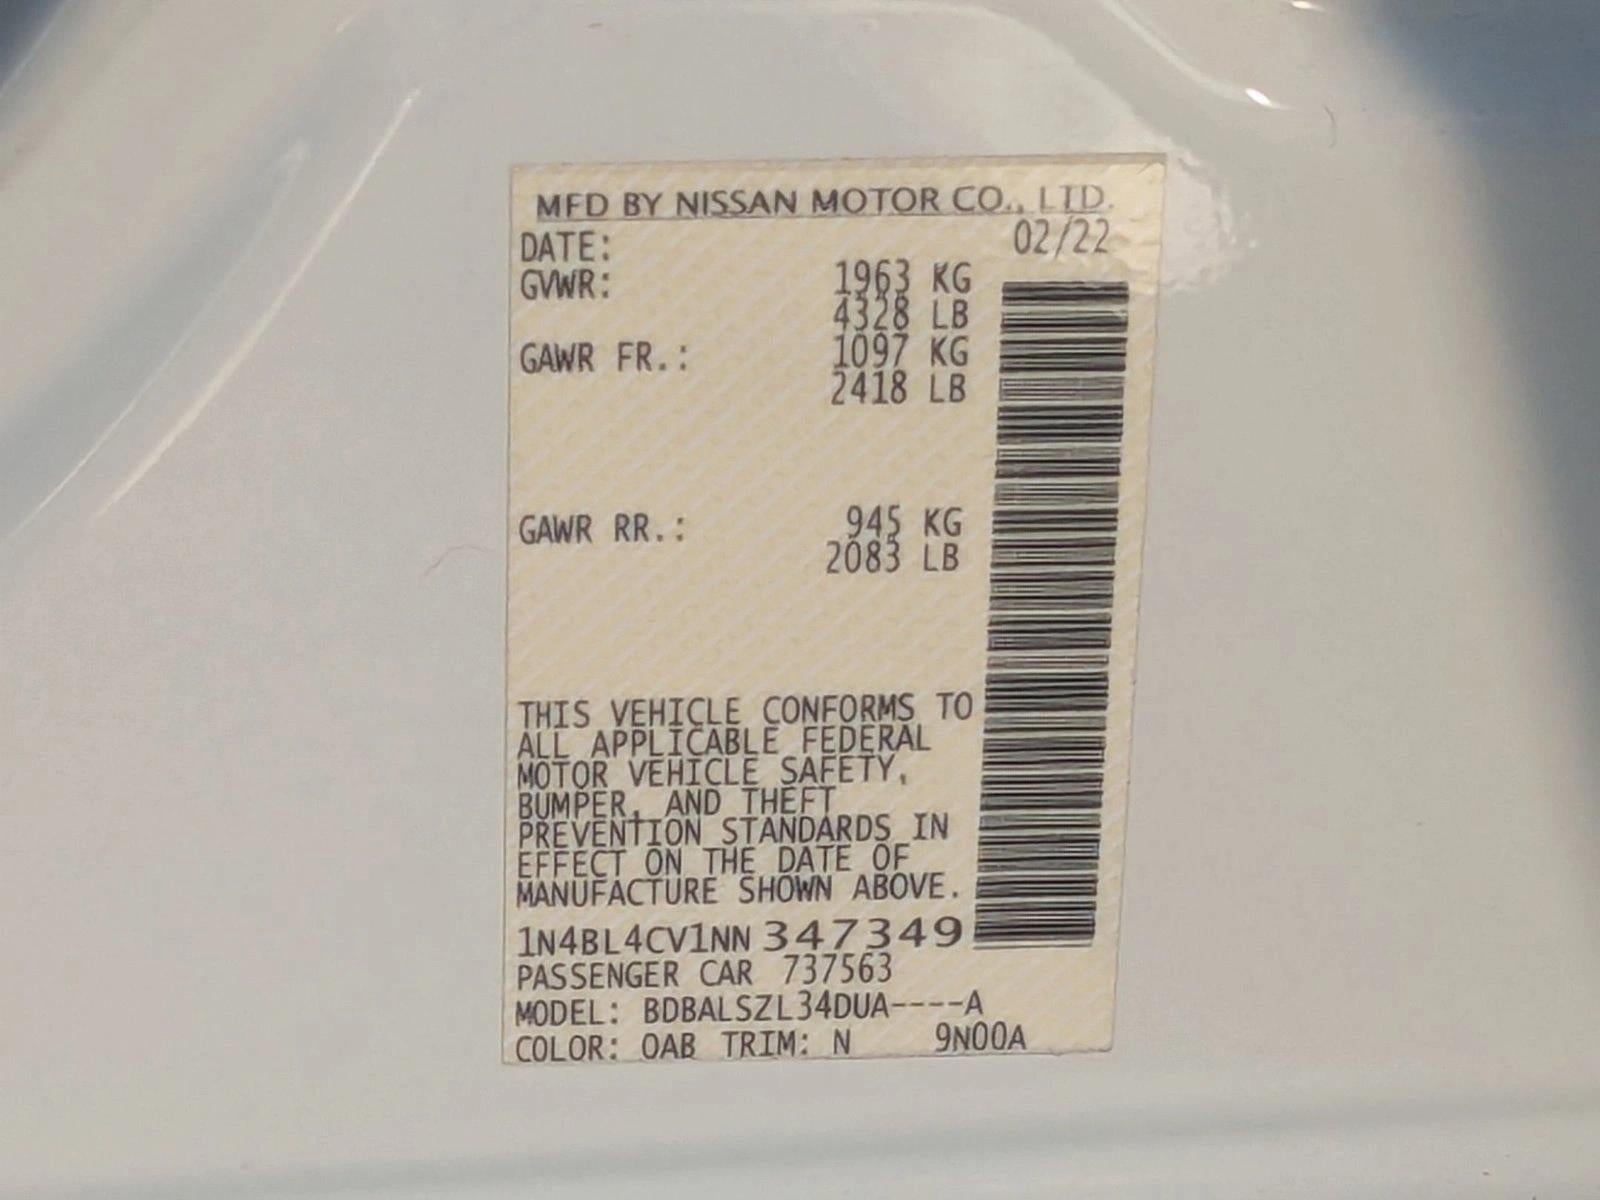 MFD BY NISSAN MOTOR CO., LTD.
DATE: 02/22
GVWR: 1963 KG
4328 LB
GAWR FR.: 1097 KG
2418 LB
GAWR RR.: 945 KG
2083 LB
THIS VEHICLE CONFORMS TO
ALL APPLICABLE FEDERAL
MOTOR VEHICLE SAFETY,
BUMPER, AND THEFT
PREVENTION STANDARDS IN
EFFECT ON THE DATE OF
MANUFACTURE SHOWN ABOVE.
1N4BL4CV1NN347349
PASSENGER CAR 737563
MODEL: BDBALSZL34DUA----A
COLOR: QAB TRIM: N 9N00A